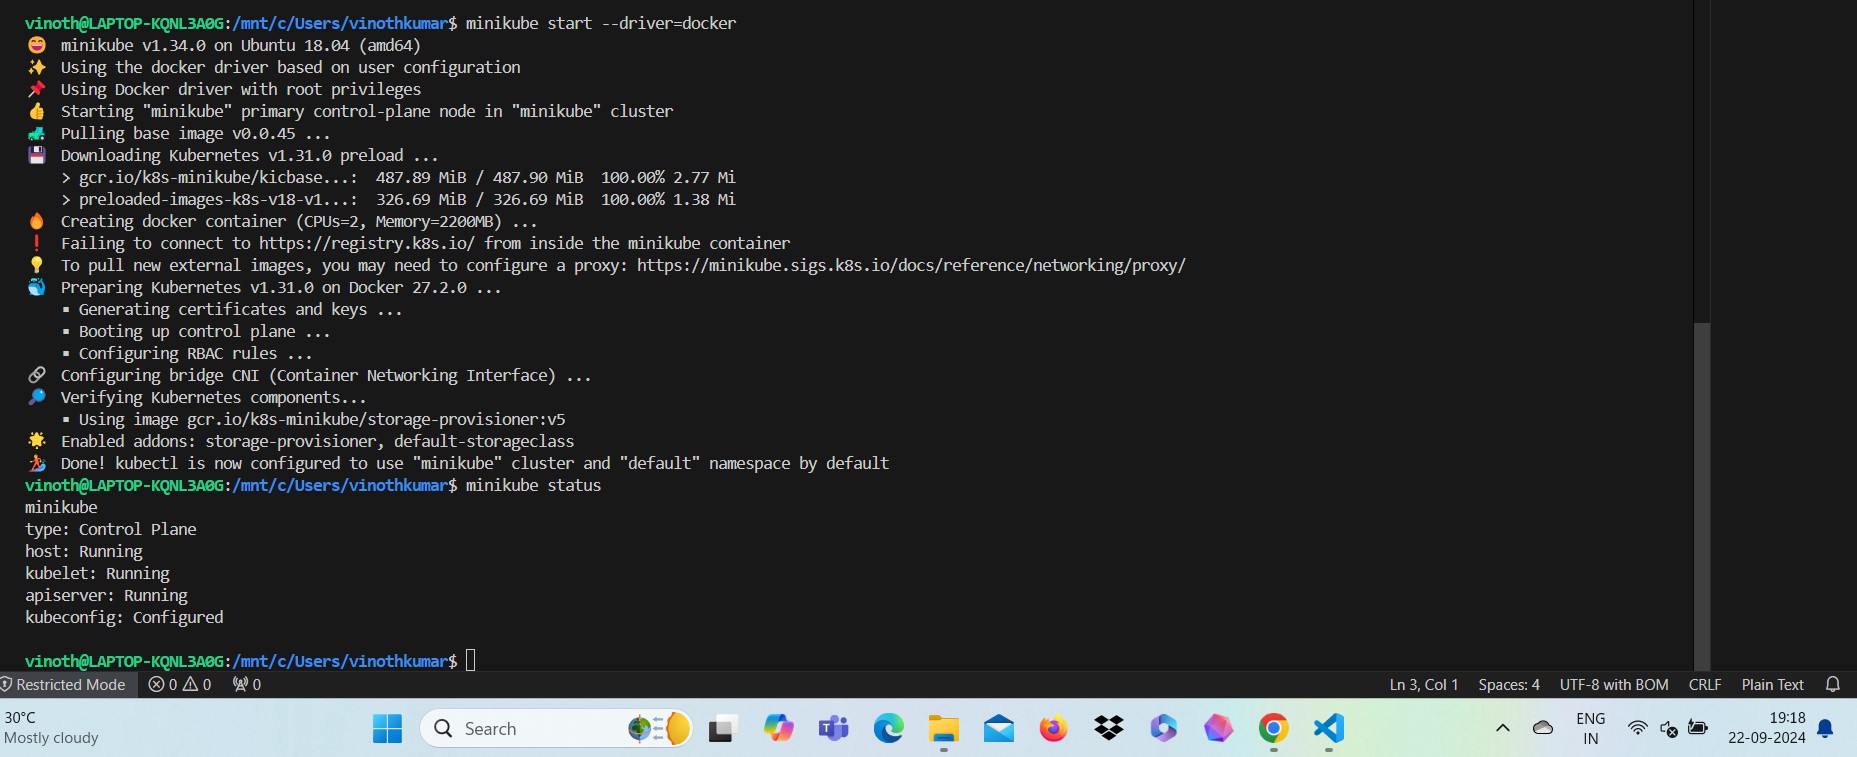 vinoth@LAPTOP-KQNL3A0G:/mnt/c/Users/vinothkumar$ minikube start --driver=docker
😄 minikube v1.34.0 on Ubuntu 18.04 (amd64)
✨ Using the docker driver based on user configuration
📌 Using Docker driver with root privileges
👍 Starting "minikube" primary control-plane node in "minikube" cluster
🚜 Pulling base image v0.0.45 ...
💾 Downloading Kubernetes v1.31.0 preload ...
    > gcr.io/k8s-minikube/kicbase...:  487.89 MiB / 487.90 MiB  100.00% 2.77 Mi
    > preloaded-images-k8s-v18-v1...:  326.69 MiB / 326.69 MiB  100.00% 1.38 Mi
🔥 Creating docker container (CPUs=2, Memory=2200MB) ...
❗ Failing to connect to https://registry.k8s.io/ from inside the minikube container
💡 To pull new external images, you may need to configure a proxy: https://minikube.sigs.k8s.io/docs/reference/networking/proxy/
🐳 Preparing Kubernetes v1.31.0 on Docker 27.2.0 ...
    ▪ Generating certificates and keys ...
    ▪ Booting up control plane ...
    ▪ Configuring RBAC rules ...
🔗 Configuring bridge CNI (Container Networking Interface) ...
🔎 Verifying Kubernetes components...
    ▪ Using image gcr.io/k8s-minikube/storage-provisioner:v5
🌟 Enabled addons: storage-provisioner, default-storageclass
🏄 Done! kubectl is now configured to use "minikube" cluster and "default" namespace by default
vinoth@LAPTOP-KQNL3A0G:/mnt/c/Users/vinothkumar$ minikube status
minikube
type: Control Plane
host: Running
kubelet: Running
apiserver: Running
kubeconfig: Configured
vinoth@LAPTOP-KQNL3A0G:/mnt/c/Users/vinothkumar$
Restricted Mode 0 0 0 Ln 3, Col 1 Spaces: 4 UTF-8 with BOM CRLF Plain Text
30°C
Mostly cloudy
Search
ENG
IN
19:18
22-09-2024